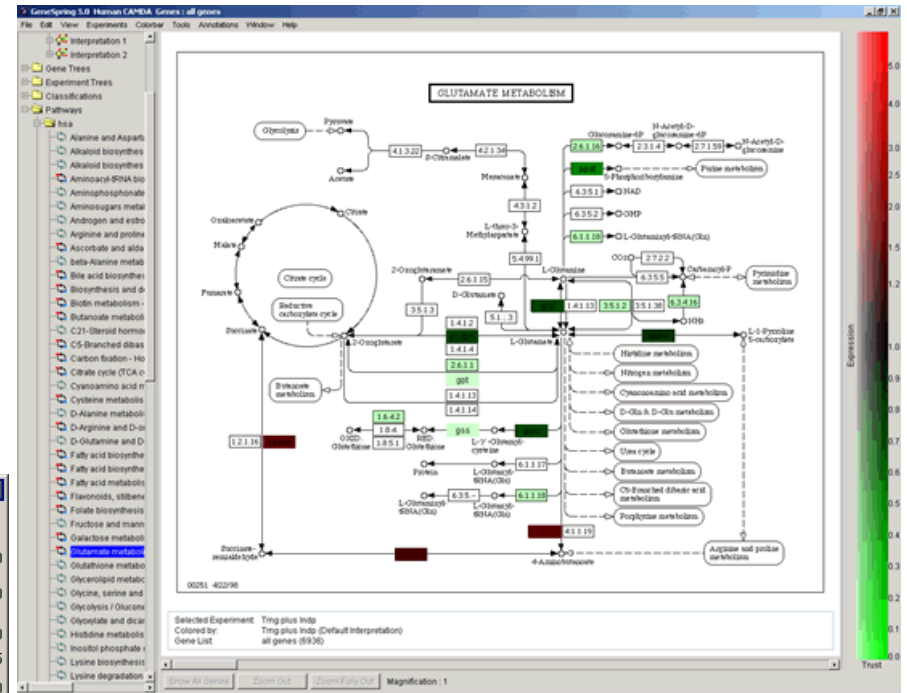 GeneSpring 5.0 Human CAMDA Genes : all genes
File Edit View Experiments Colorbar Tools Annotations Window Help
Interpretation 1
Interpretation 2
Gene Trees
Experiment Trees
Classifications
Pathways
hsa
Alanine and Asparta
Alkaloid biosynthes
Alkaloid biosynthes
Aminoacyl-tRNA bio
Aminophosphonate
Aminosugars metal
Androgen and estro
Arginine and proline
Ascorbate and alda
beta-Alanine metab
Bile acid biosynthes
Biosynthesis and d
Biotin metabolism -
Butanoate metaboli
C21-Steroid hormo
C5-Branched dibas
Carbon fixation - Ho
Citrate cycle (TCA c
Cyanoamino acid m
Cysteine metabolis
D-Alanine metaboli
D-Arginine and D-o
D-Glutamine and D
Fatty acid biosynthe
Fatty acid biosynthe
Fatty acid metabolis
Flavonoids, stilbene
Folate biosynthesis
Fructose and mann
Galactose metaboli
Glutamate metaboli
Glutathione metabo
Glycerolipid metabo
Glycine, serine and
Glycolysis / Glucone
Glyoxylate and dicar
Histidine metabolis
Inositol phosphate
Lysine biosynthesis
Lysine degradation
GLUTAMATE METABOLISM
Glycolysis
Pyruvate
Acetate
4.1.3.22
D-Citramalate
4.2.1.34
Mesaconate
4.3.1.2
L-threo-3-
Methylaspartate
5.4.99.1
Glucosamine-6P
N-Acetyl-D-
glucosamine-6P
2.6.1.16
2.3.1.4
2.7.1.59
N-Acetyl-D-
glucosamine
5-Phosphoribosylamine
Purine metabolism
6.3.5.1
NAD
6.3.5.2
GMP
6.1.1.18
L-Glutaminyl-tRNA(Gln)
Oxaloacetate
Citrate
Malate
Fumarate
Succinate
Citrate cycle
Reductive
carboxylate cycle
2-Oxoglutaramate
2.6.1.15
L-Glutamine
D-Glutamate
3.5.1.3
5.1.-.3
CO2
2.7.2.2
6.3.5.5
Carbamoyl-P
Pyrimidine
metabolism
1.4.1.13
3.5.1.2
3.5.1.38
6.3.4.16
NH3
2-Oxoglutarate
1.4.1.2
1.4.1.4
2.6.1.1
gpt
1.4.1.13
1.4.1.14
L-Glutamate
L-1-Pyrroline
5-carboxylate
Butanoate
metabolism
Histidine metabolism
Nitrogen metabolism
Cyanoamino acid metabolism
D-Gln & D-Glu metabolism
Glutathione metabolism
Urea cycle
Butanoate metabolism
C5-Branched dibasic acid
metabolism
Porphyrine metabolism
1.6.4.2
1.8.4.
1.8.5.1
OXID.
Glutathione
RED.
Glutathione
gss
L-γ-Glutamyl-
cysteine
1.2.1.16
Protein
L-Glutamyl-
tRNA(Glu)
6.1.1.17
L-Glutaminyl-
tRNA(Gln)
6.3.5.-
L-Glutamyl-
tRNA(Gln)
6.1.1.18
4.1.1.19
Succinate-
semialdehyde
4-Aminobutanoate
Arginine and proline
metabolism
00251 4/22/98
Selected Experiment: Trng plus Indp
Colored by: Trng plus Indp (Default Interpretation)
Gene List: all genes (6936)
Show All Genes
Zoom Out
Zoom Fully Out
Magnification : 1
5.0
4.0
3.0
2.5
2.0
1.5
1.2
1.0
0.9
0.8
0.7
0.6
0.5
0.4
0.3
0.2
0.1
0.0
Expression
Trust